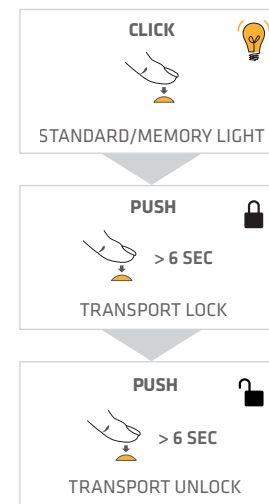 CLICK
STANDARD/MEMORY LIGHT
PUSH
> 6 SEC
TRANSPORT LOCK
PUSH
> 6 SEC
TRANSPORT UNLOCK